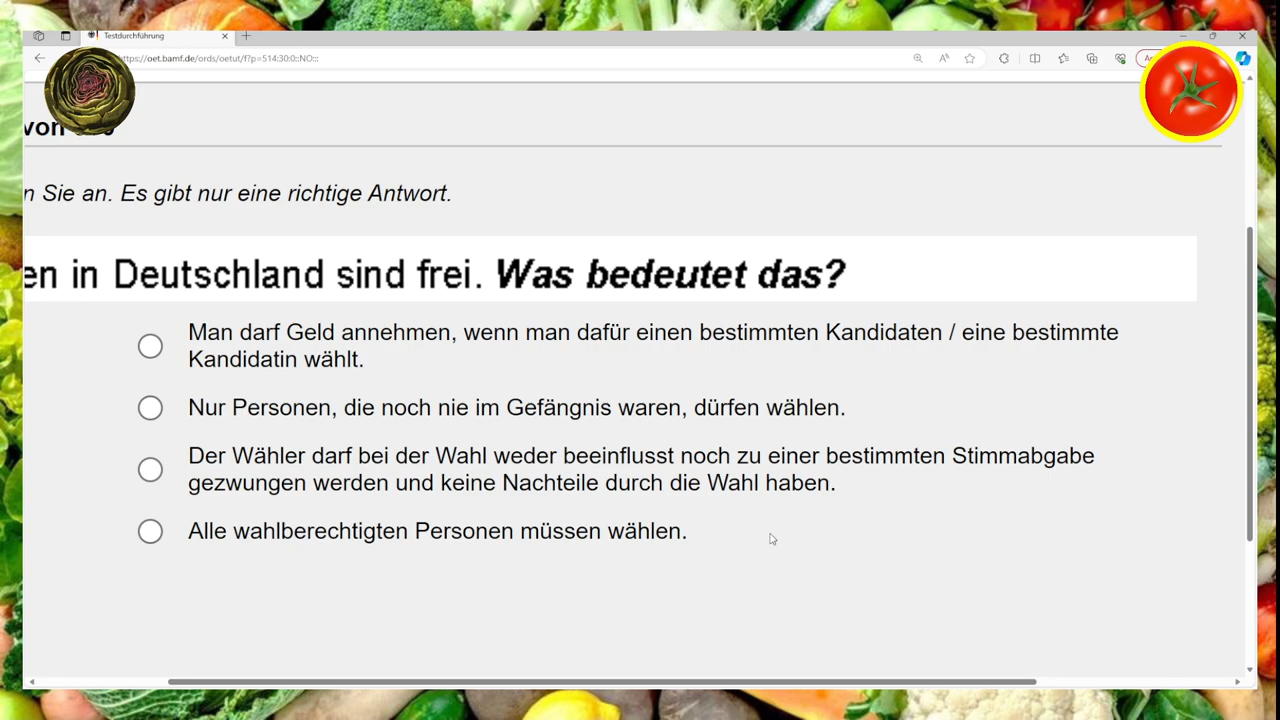 Testdurchführung
https://oet.bamf.de/ords/oetut/f?p=514:30:0::NO:::
von
n Sie an. Es gibt nur eine richtige Antwort.
en in Deutschland sind frei. Was bedeutet das?
Man darf Geld annehmen, wenn man dafür einen bestimmten Kandidaten / eine bestimmte
Kandidatin wählt.
Nur Personen, die noch nie im Gefängnis waren, dürfen wählen.
Der Wähler darf bei der Wahl weder beeinflusst noch zu einer bestimmten Stimmabgabe
gezwungen werden und keine Nachteile durch die Wahl haben.
Alle wahlberechtigten Personen müssen wählen.